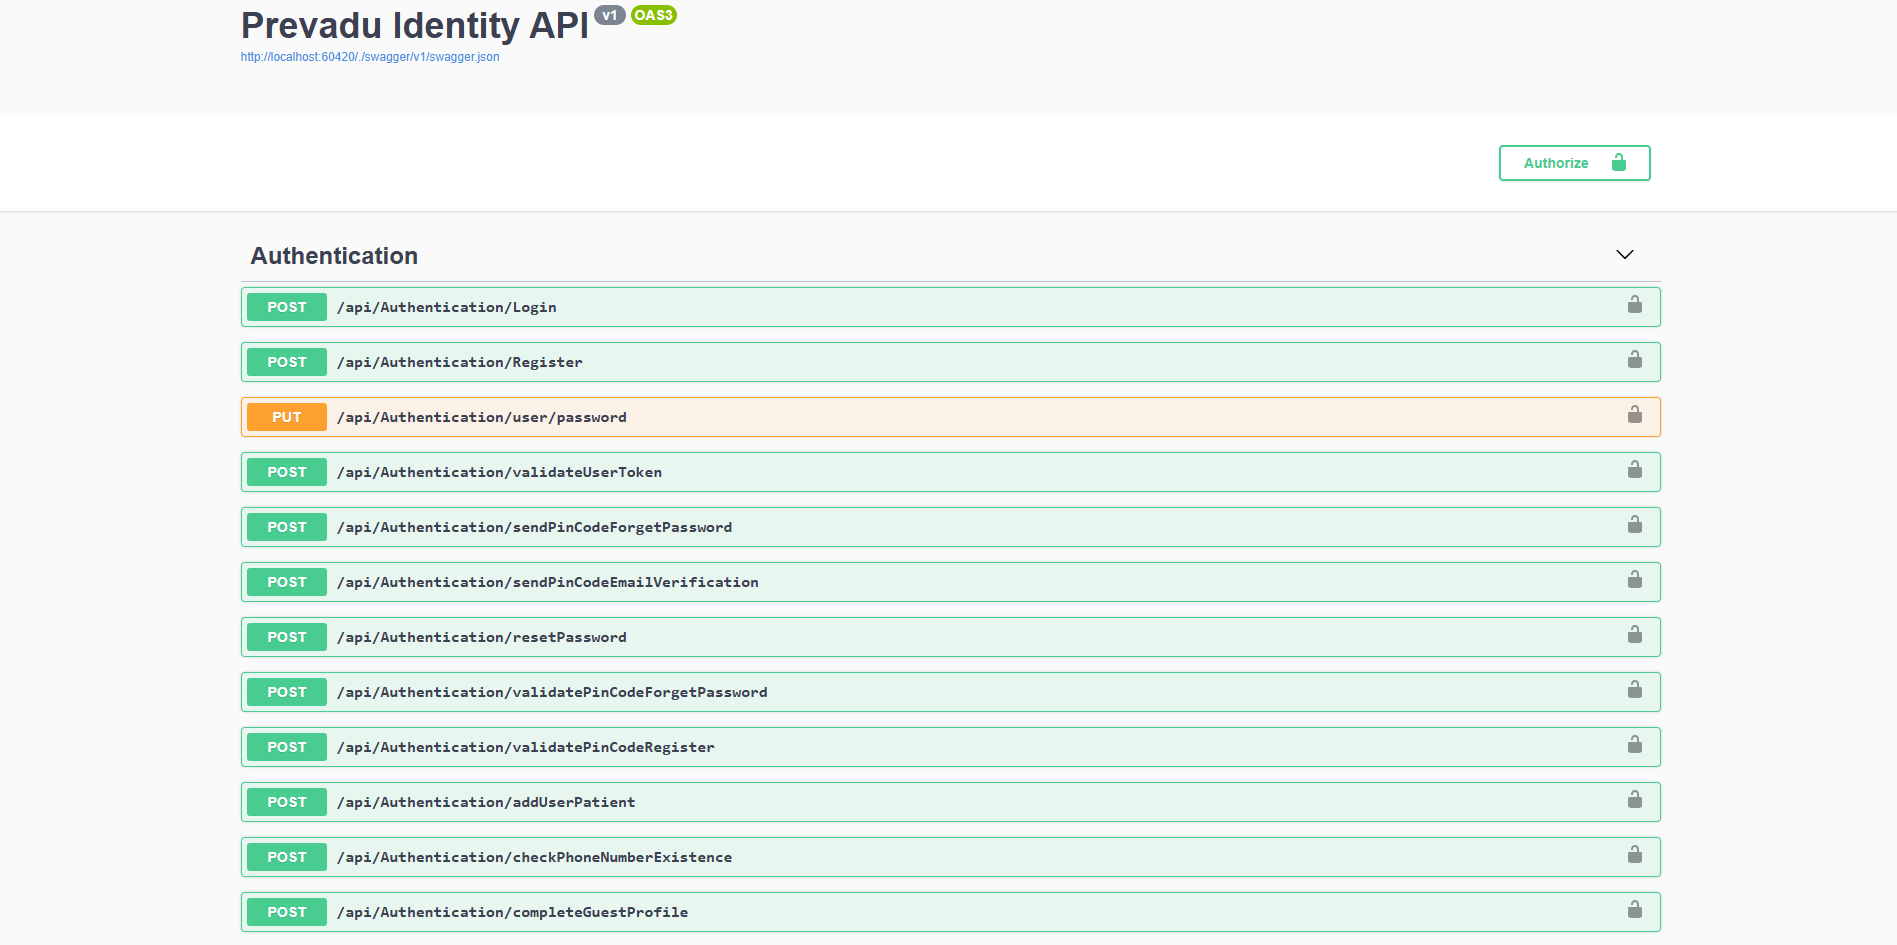 Prevadu Identity API v1 OAS3
http://localhost:60420/./swagger/v1/swagger.json
Authorize
Authentication
POST /api/Authentication/Login
POST /api/Authentication/Register
PUT /api/Authentication/user/password
POST /api/Authentication/validateUserToken
POST /api/Authentication/sendPinCodeForgetPassword
POST /api/Authentication/sendPinCodeEmailVerification
POST /api/Authentication/resetPassword
POST /api/Authentication/validatePinCodeForgetPassword
POST /api/Authentication/validatePinCodeRegister
POST /api/Authentication/addUserPatient
POST /api/Authentication/checkPhoneNumberExistence
POST /api/Authentication/completeGuestProfile